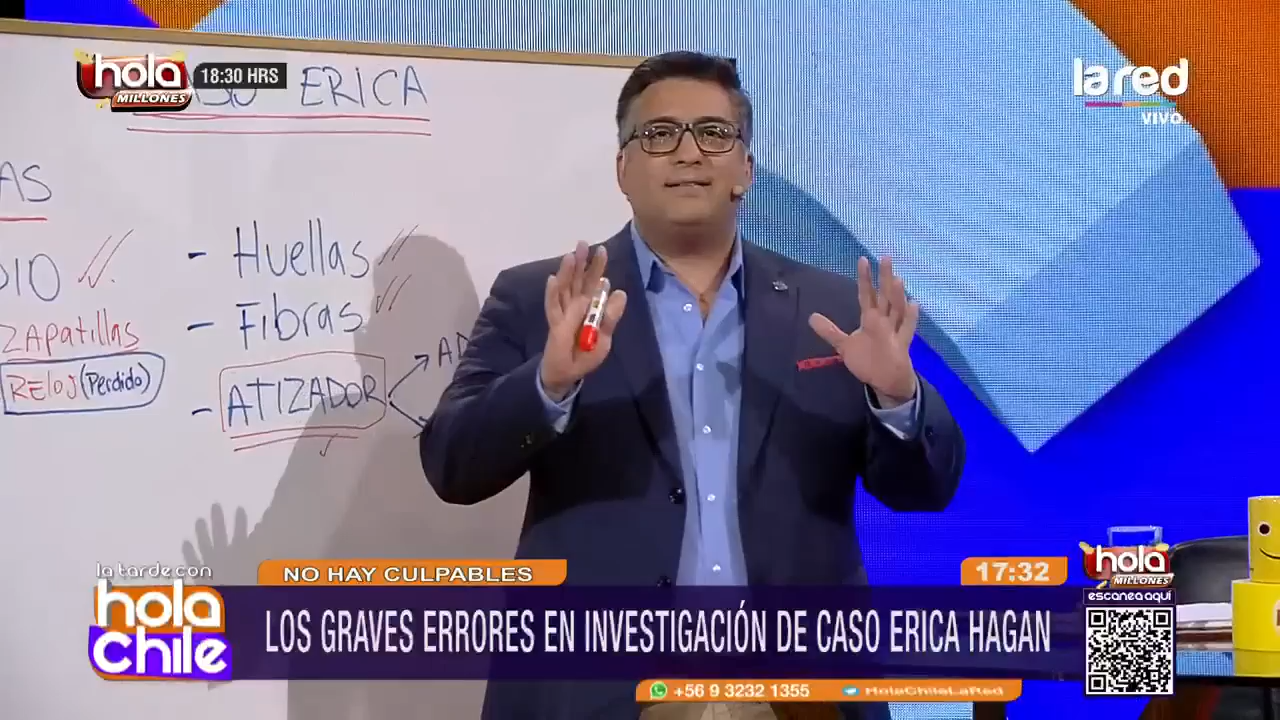 hola
MILLONES
18:30 HRS
la red
VIVO
ERICA
AS
DIO
ZAPATILLAS
RELOJ (Perdido)
- Huellas
- Fibras
- ATIZADOR
AD
la tarde con
hola
chile
NO HAY CULPABLES
17:32
LOS GRAVES ERRORES EN INVESTIGACIÓN DE CASO ERICA HAGAN
hola
MILLONES
escanea aquí
+56 9 3232 1355
HolaChileLaRed